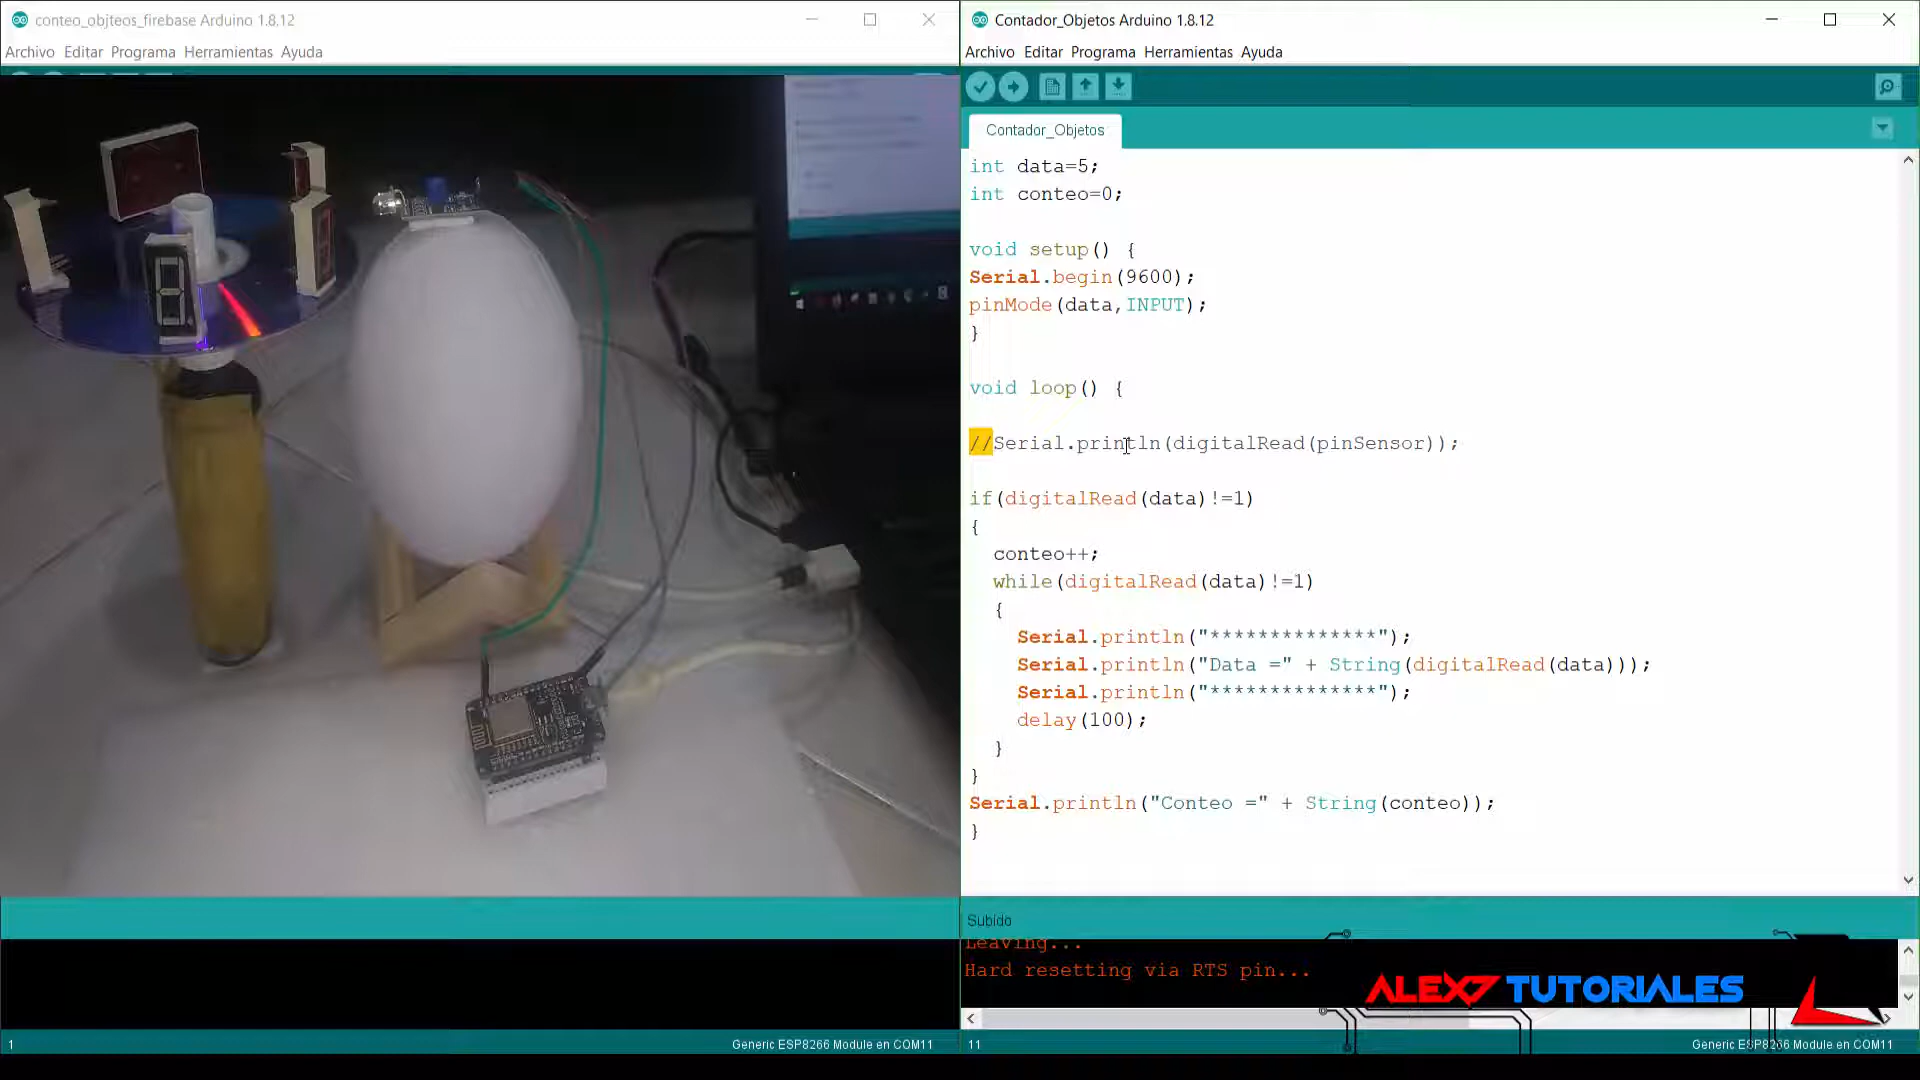 conteo_objteos_firebase Arduino 1.8.12
Archivo Editar Programa Herramientas Ayuda
1
Generic ESP8266 Module en COM11
Contador_Objetos Arduino 1.8.12
Archivo Editar Programa Herramientas Ayuda
Contador_Objetos
int data=5;
int conteo=0;
void setup() {
Serial.begin(9600);
pinMode(data,INPUT);
}
void loop() {
//Serial.println(digitalRead(pinSensor));
if(digitalRead(data)!=1)
{
conteo++;
while(digitalRead(data)!=1)
{
Serial.println("**************");
Serial.println("Data =" + String(digitalRead(data)));
Serial.println("**************");
delay(100);
}
}
Serial.println("Conteo =" + String(conteo));
}
Subido
Leaving...
Hard resetting via RTS pin...
ALEX7 TUTORIALES
11
Generic ESP8266 Module en COM11